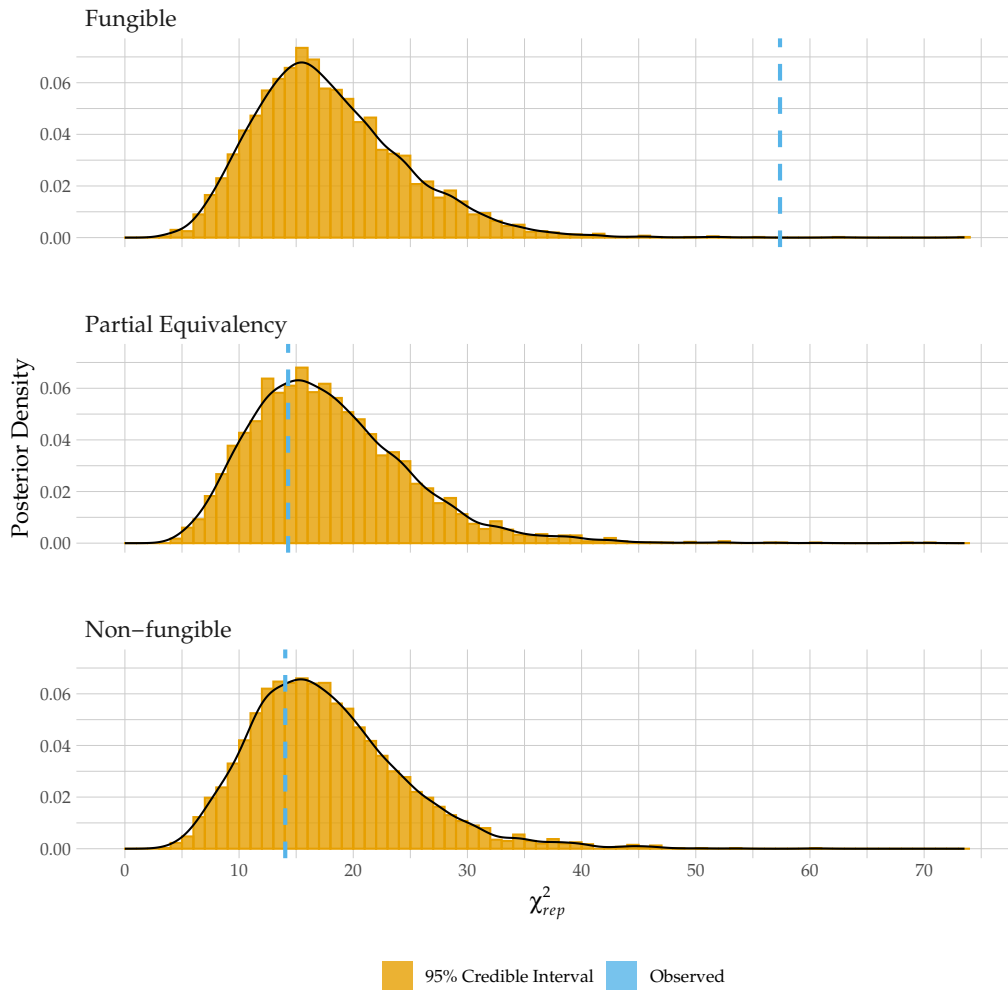 Fungible
0.06
0.04
0.02
0.00
Partial Equivalency
0.06
0.04
0.02
0.00
Posterior Density
Non−fungible
0.06
0.04
0.02
0.00
0 10 20 30 40 50 60 70
χ²rep
95% Credible Interval Observed